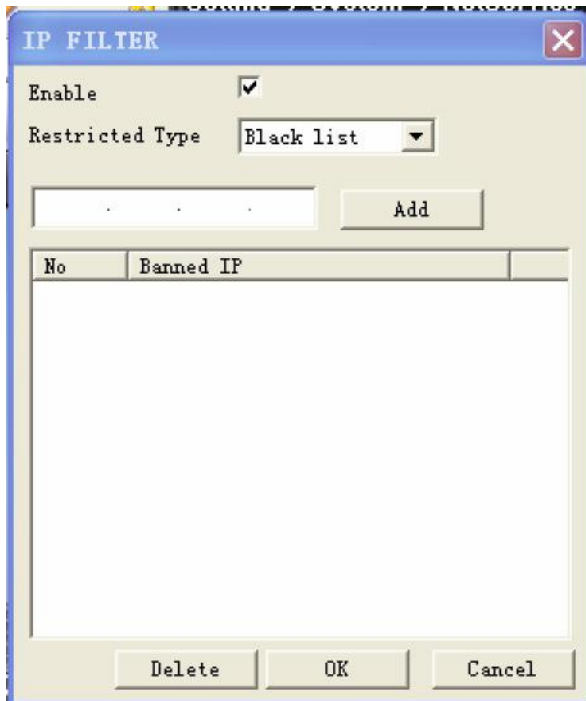 IP FILTER
Enable
Restricted Type Black list
. . . Add
No Banned IP
Delete OK Cancel